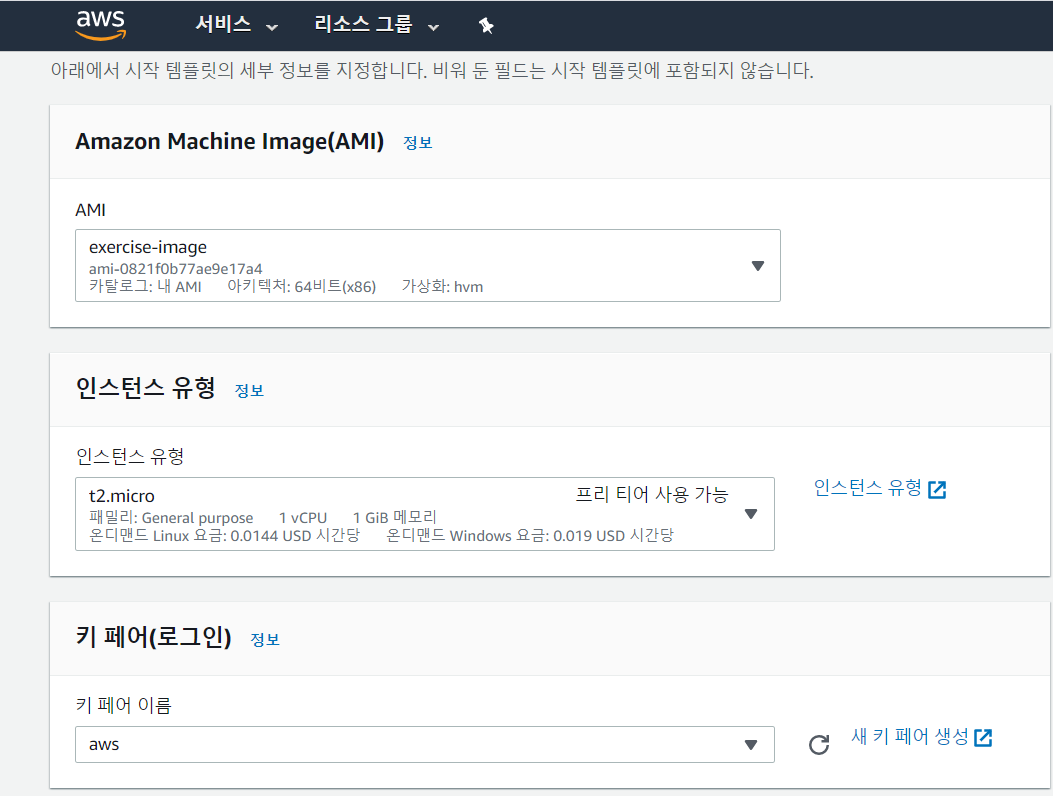 aws 서비스 리소스 그룹
아래에서 시작 템플릿의 세부 정보를 지정합니다. 비워 둔 필드는 시작 템플릿에 포함되지 않습니다.
Amazon Machine Image(AMI) 정보
AMI
exercise-image
ami-0821f0b77ae9e17a4
카탈로그: 내 AMI 아키텍처: 64비트(x86) 가상화: hvm
인스턴스 유형 정보
인스턴스 유형
t2.micro 프리 티어 사용 가능
패밀리: General purpose 1 vCPU 1 GiB 메모리
온디맨드 Linux 요금: 0.0144 USD 시간당 온디맨드 Windows 요금: 0.019 USD 시간당
인스턴스 유형
키 페어(로그인) 정보
키 페어 이름
aws
새 키 페어 생성